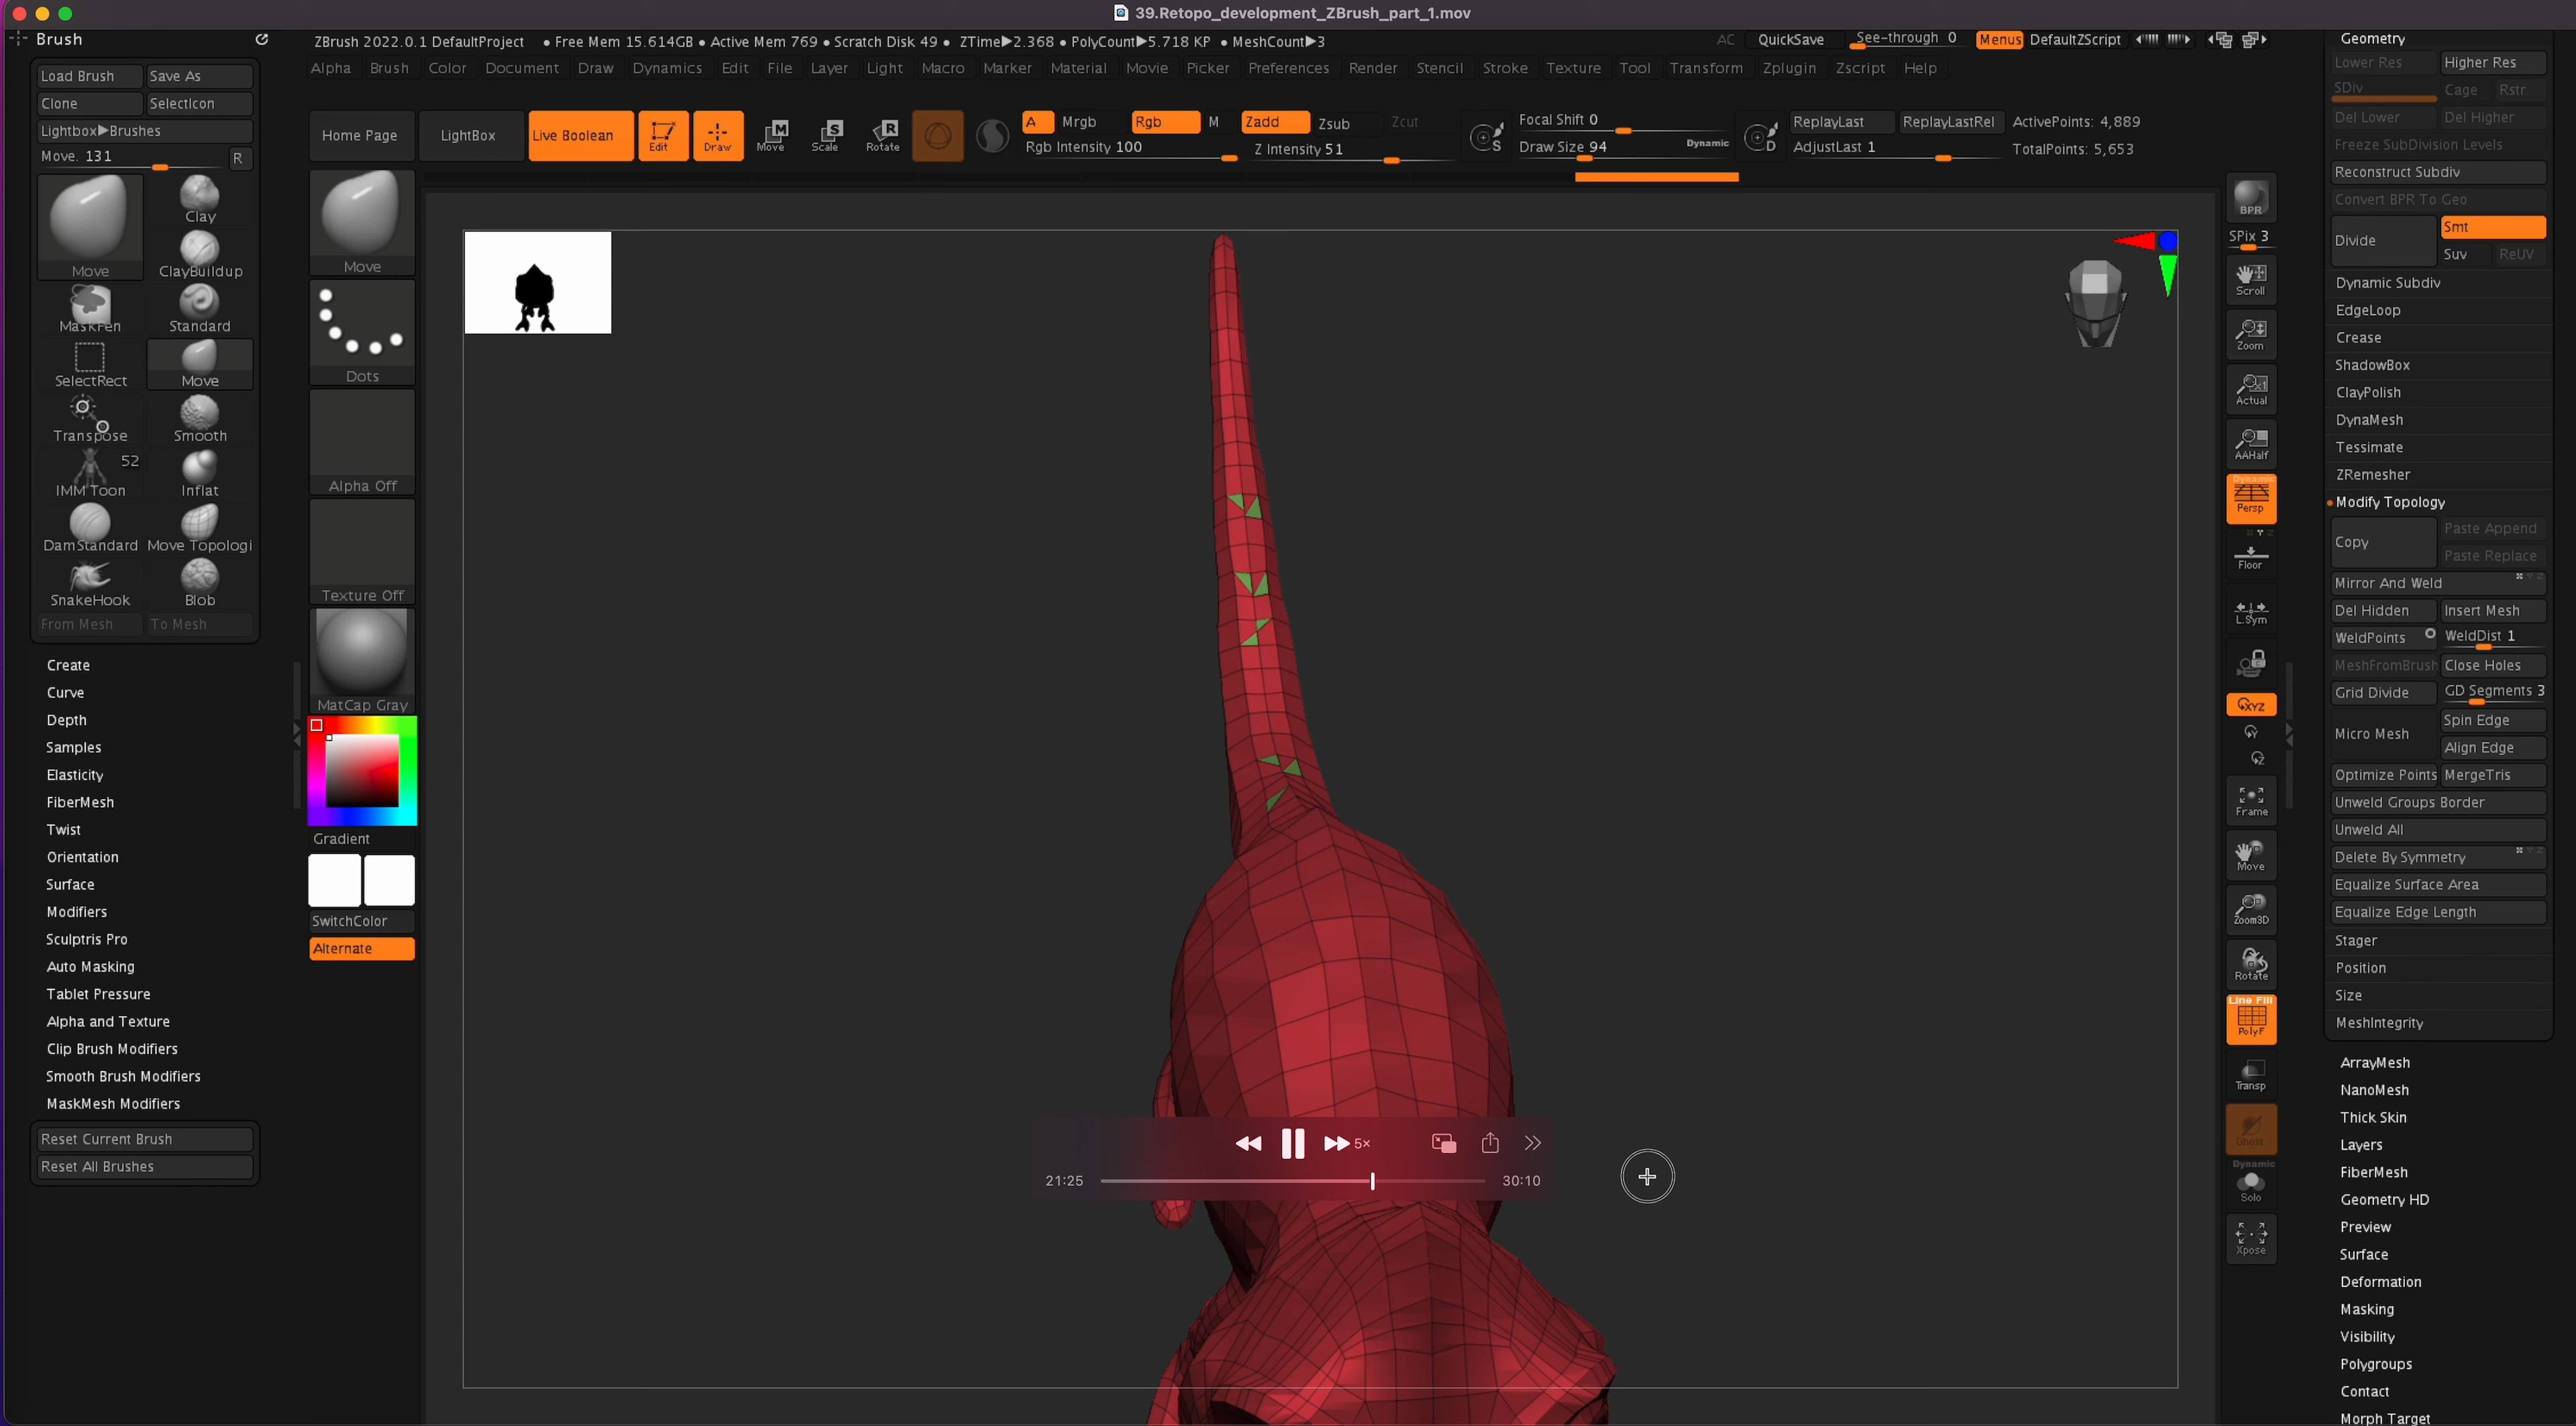 39.Retopo_development_ZBrush_part_1.mov
Brush
ZBrush 2022.0.1 DefaultProject • Free Mem 15.614GB • Active Mem 769 • Scratch Disk 49 • ZTime▶2.368 • PolyCount▶5.718 KP • MeshCount▶3
AC QuickSave See-through 0 Menus DefaultZScript
Alpha Brush Color Document Draw Dynamics Edit File Layer Light Macro Marker Material Movie Picker Preferences Render Stencil Stroke Texture Tool Transform Zplugin Zscript Help
Load Brush Save As
Clone SelectIcon
Lightbox▶Brushes
Move. 131 R
Move Clay
ClayBuildup
MaskPen Standard
SelectRect Move
Transpose Smooth
52
IMM Toon Inflat
DamStandard Move Topologi
SnakeHook Blob
From Mesh To Mesh
Create
Curve
Depth
Samples
Elasticity
FiberMesh
Twist
Orientation
Surface
Modifiers
Sculptris Pro
Auto Masking
Tablet Pressure
Alpha and Texture
Clip Brush Modifiers
Smooth Brush Modifiers
MaskMesh Modifiers
Reset Current Brush
Reset All Brushes
Home Page LightBox Live Boolean Edit Draw Move Scale Rotate
M S R
A Mrgb Rgb M Zadd Zsub Zcut
Rgb Intensity 100 Z Intensity 51
S
Focal Shift 0
Draw Size 94 Dynamic
D
ReplayLast ReplayLastRel ActivePoints: 4,889
AdjustLast 1 TotalPoints: 5,653
Move
Dots
Alpha Off
Texture Off
MatCap Gray
Gradient
SwitchColor
Alternate
5×
21:25 30:10
BPR
SPix 3
Scroll
Zoom
Actual
AAHalf
Dynamic
Persp
Floor
L.Sym
XYZ
Y
Z
Frame
Move
Zoom3D
Rotate
Line Fill
PolyF
Transp
Ghost
Dynamic
Solo
Xpose
Geometry
Lower Res Higher Res
SDiv Cage Rstr
Del Lower Del Higher
Freeze SubDivision Levels
Reconstruct Subdiv
Convert BPR To Geo
Divide Smt
Suv ReUV
Dynamic Subdiv
EdgeLoop
Crease
ShadowBox
ClayPolish
DynaMesh
Tessimate
ZRemesher
Modify Topology
Copy Paste Append
Paste Replace
Mirror And Weld
Del Hidden Insert Mesh
WeldPoints WeldDist 1
MeshFromBrush Close Holes
Grid Divide GD Segments 3
Micro Mesh Spin Edge
Align Edge
Optimize Points MergeTris
Unweld Groups Border
Unweld All
Delete By Symmetry
Equalize Surface Area
Equalize Edge Length
Stager
Position
Size
MeshIntegrity
ArrayMesh
NanoMesh
Thick Skin
Layers
FiberMesh
Geometry HD
Preview
Surface
Deformation
Masking
Visibility
Polygroups
Contact
Morph Target